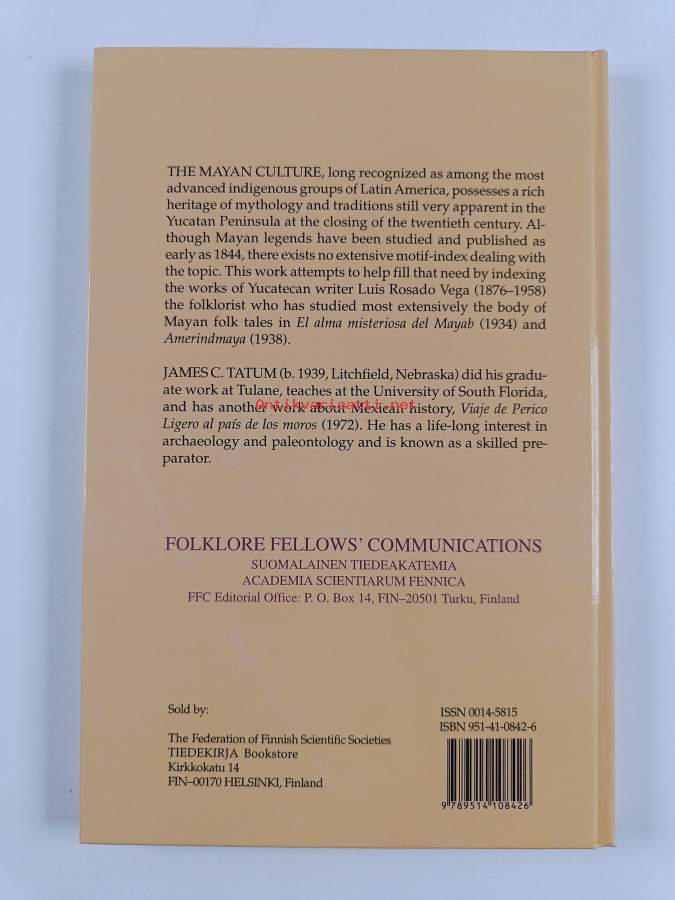 THE MAYAN CULTURE, long recognized as among the most
advanced indigenous groups of Latin America, possesses a rich
heritage of mythology and traditions still very apparent in the
Yucatan Peninsula at the closing of the twentieth century. Al-
though Mayan legends have been studied and published as
early as 1844, there exists no extensive motif-index dealing with
the topic. This work attempts to help fill that need by indexing
the works of Yucatecan writer Luis Rosado Vega (1876–1958)
the folklorist who has studied most extensively the body of
Mayan folk tales in El alma misteriosa del Mayab (1934) and
Amerindmaya (1938).
JAMES C. TATUM (b. 1939, Litchfield, Nebraska) did his gradu-
ate work at Tulane, teaches at the University of South Florida,
and has another work about Mexican history, Viaje de Perico
Antikvariaatti.net
Ligero al país de los moros (1972). He has a life-long interest in
archaeology and paleontology and is known as a skilled pre-
parator.
FOLKLORE FELLOWS' COMMUNICATIONS
SUOMALAINEN TIEDEAKATEMIA
ACADEMIA SCIENTIARUM FENNICA
FFC Editorial Office: P. O. Box 14, FIN–20501 Turku, Finland
Sold by:
The Federation of Finnish Scientific Societies
TIEDEKIRJA Bookstore
Kirkkokatu 14
FIN–00170 HELSINKI, Finland
ISSN 0014-5815
ISBN 951-41-0842-6
9 789514 108426